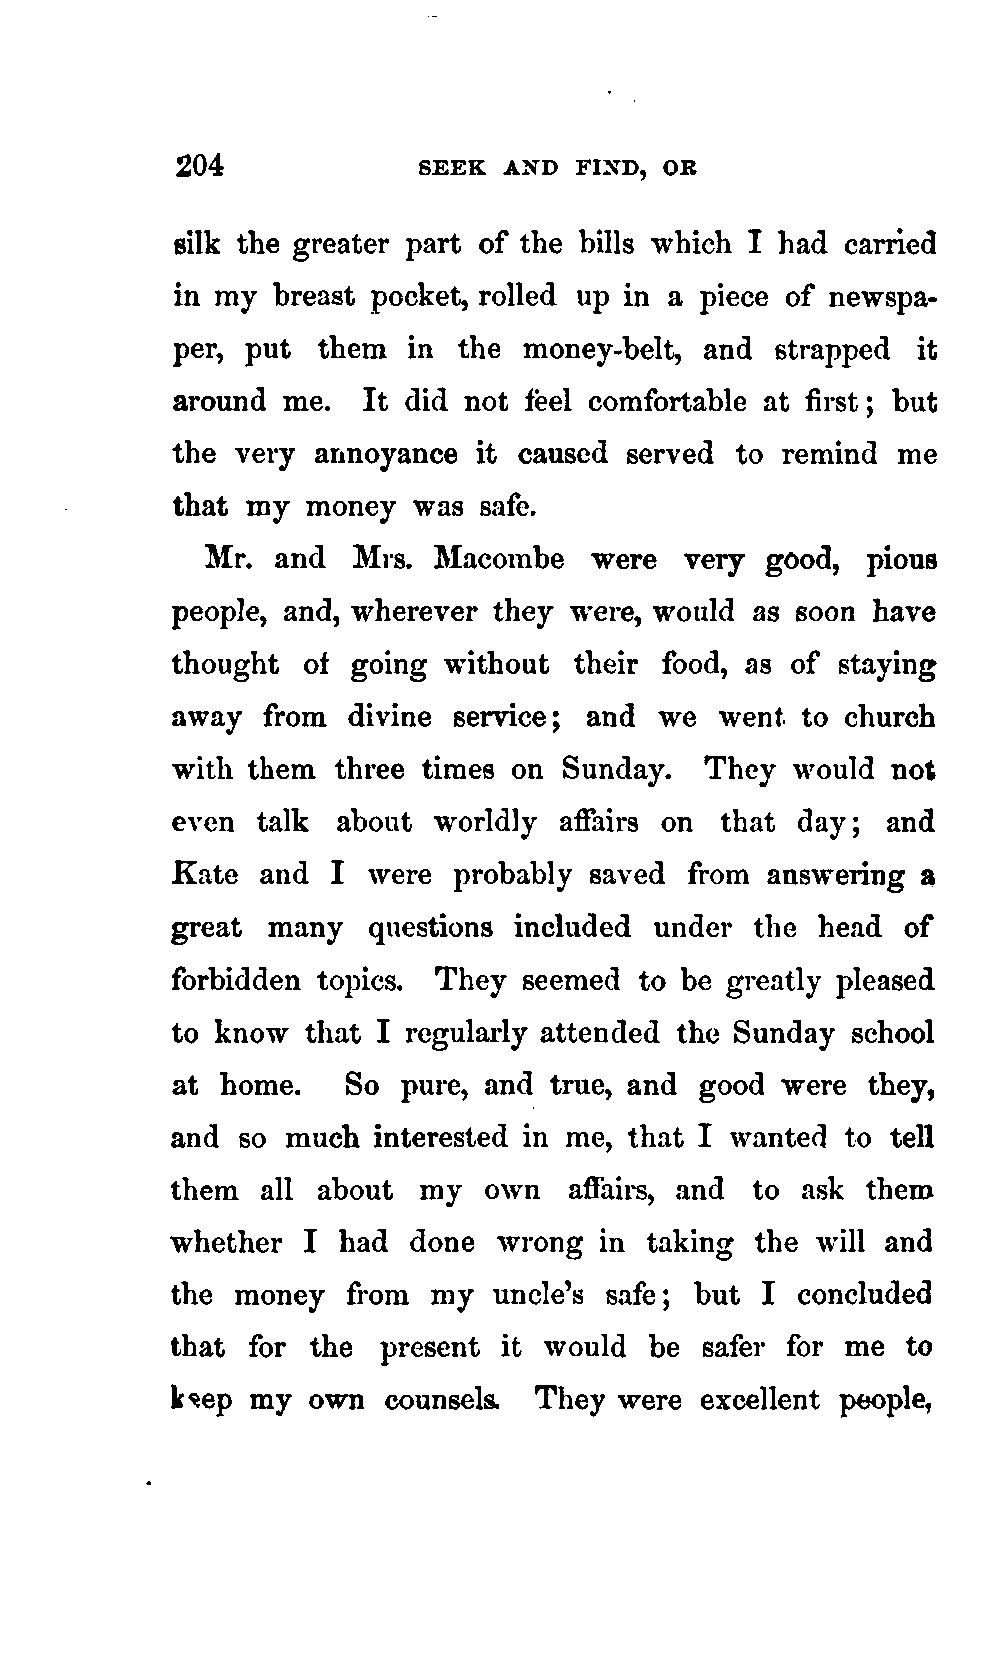 204 SEEK AND FIND, OR
silk the greater part of the bills which I had carried
in my breast pocket, rolled up in a piece of newspa-
per, put them in the money-belt, and strapped it
around me. It did not feel comfortable at first; but
the very annoyance it caused served to remind me
that my money was safe.
Mr. and Mrs. Macombe were very good, pious
people, and, wherever they were, would as soon have
thought of going without their food, as of staying
away from divine service; and we went to church
with them three times on Sunday. They would not
even talk about worldly affairs on that day; and
Kate and I were probably saved from answering a
great many questions included under the head of
forbidden topics. They seemed to be greatly pleased
to know that I regularly attended the Sunday school
at home. So pure, and true, and good were they,
and so much interested in me, that I wanted to tell
them all about my own affairs, and to ask them
whether I had done wrong in taking the will and
the money from my uncle's safe; but I concluded
that for the present it would be safer for me to
keep my own counsels. They were excellent people,